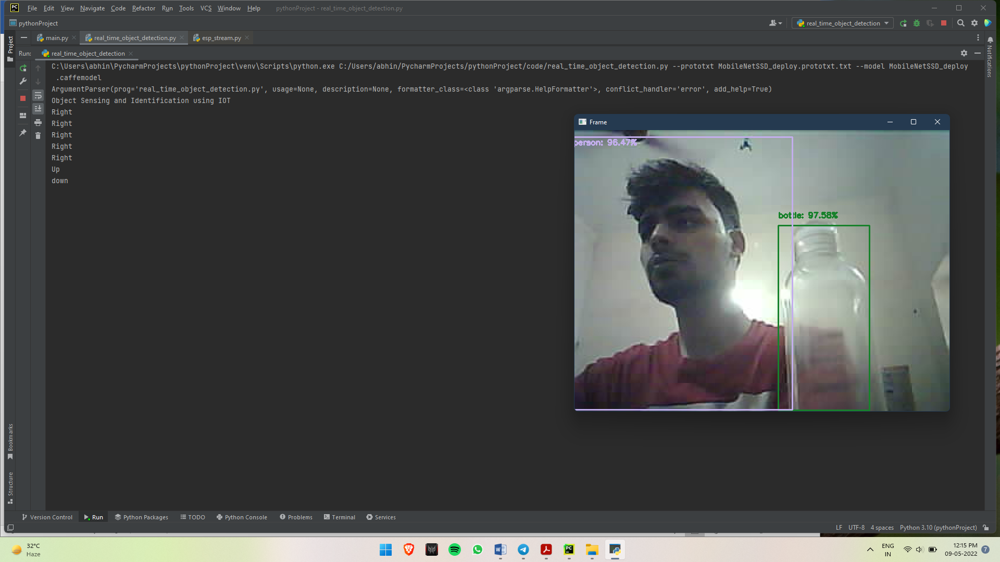 PC File Edit View Navigate Code Refactor Run Tools VCS Window Help pythonProject - real_time_object_detection.py
pythonProject
real_time_object_detection
main.py
real_time_object_detection.py
esp_stream.py
Project
Notifications
Run: real_time_object_detection
C:\Users\abhin\PycharmProjects\pythonProject\venv\Scripts\python.exe C:/Users/abhin/PycharmProjects/pythonProject/code/real_time_object_detection.py --prototxt MobileNetSSD_deploy.prototxt.txt --model MobileNetSSD_deploy
.caffemodel
ArgumentParser(prog='real_time_object_detection.py', usage=None, description=None, formatter_class=<class 'argparse.HelpFormatter'>, conflict_handler='error', add_help=True)
Object Sensing and Identification using IOT
Right
Right
Right
Right
Right
Up
down
Frame
person: 96.47%
bottle: 97.58%
Bookmarks
Structure
Version Control Run Python Packages TODO Python Console Problems Terminal Services
LF UTF-8 4 spaces Python 3.10 (pythonProject)
32°C
Haze
PC
ENG
IN
12:15 PM
09-05-2022
7